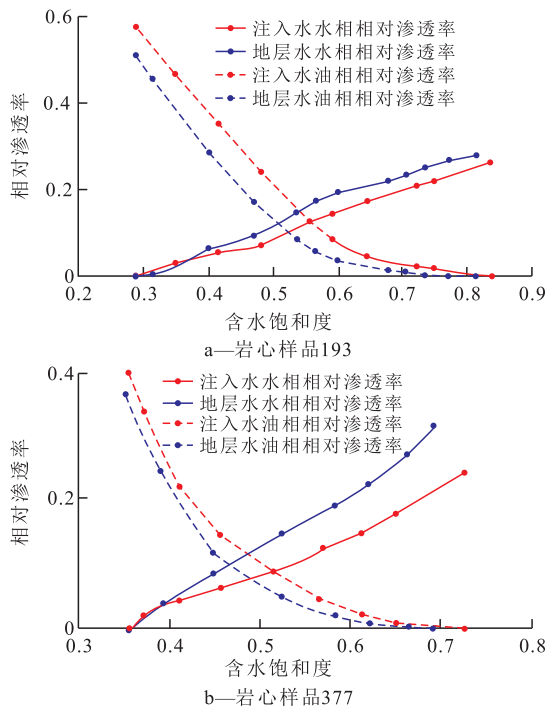 0.6
注入水水相相对渗透率
地层水水相相对渗透率
注入水油相相对渗透率
地层水油相相对渗透率
0.4
相对渗透率
0.2
0
0.2 0.3 0.4 0.5 0.6 0.7 0.8 0.9
含水饱和度
a—岩心样品193
0.4
注入水水相相对渗透率
地层水水相相对渗透率
注入水油相相对渗透率
地层水油相相对渗透率
相对渗透率
0.2
0
0.3 0.4 0.5 0.6 0.7 0.8
含水饱和度
b—岩心样品377